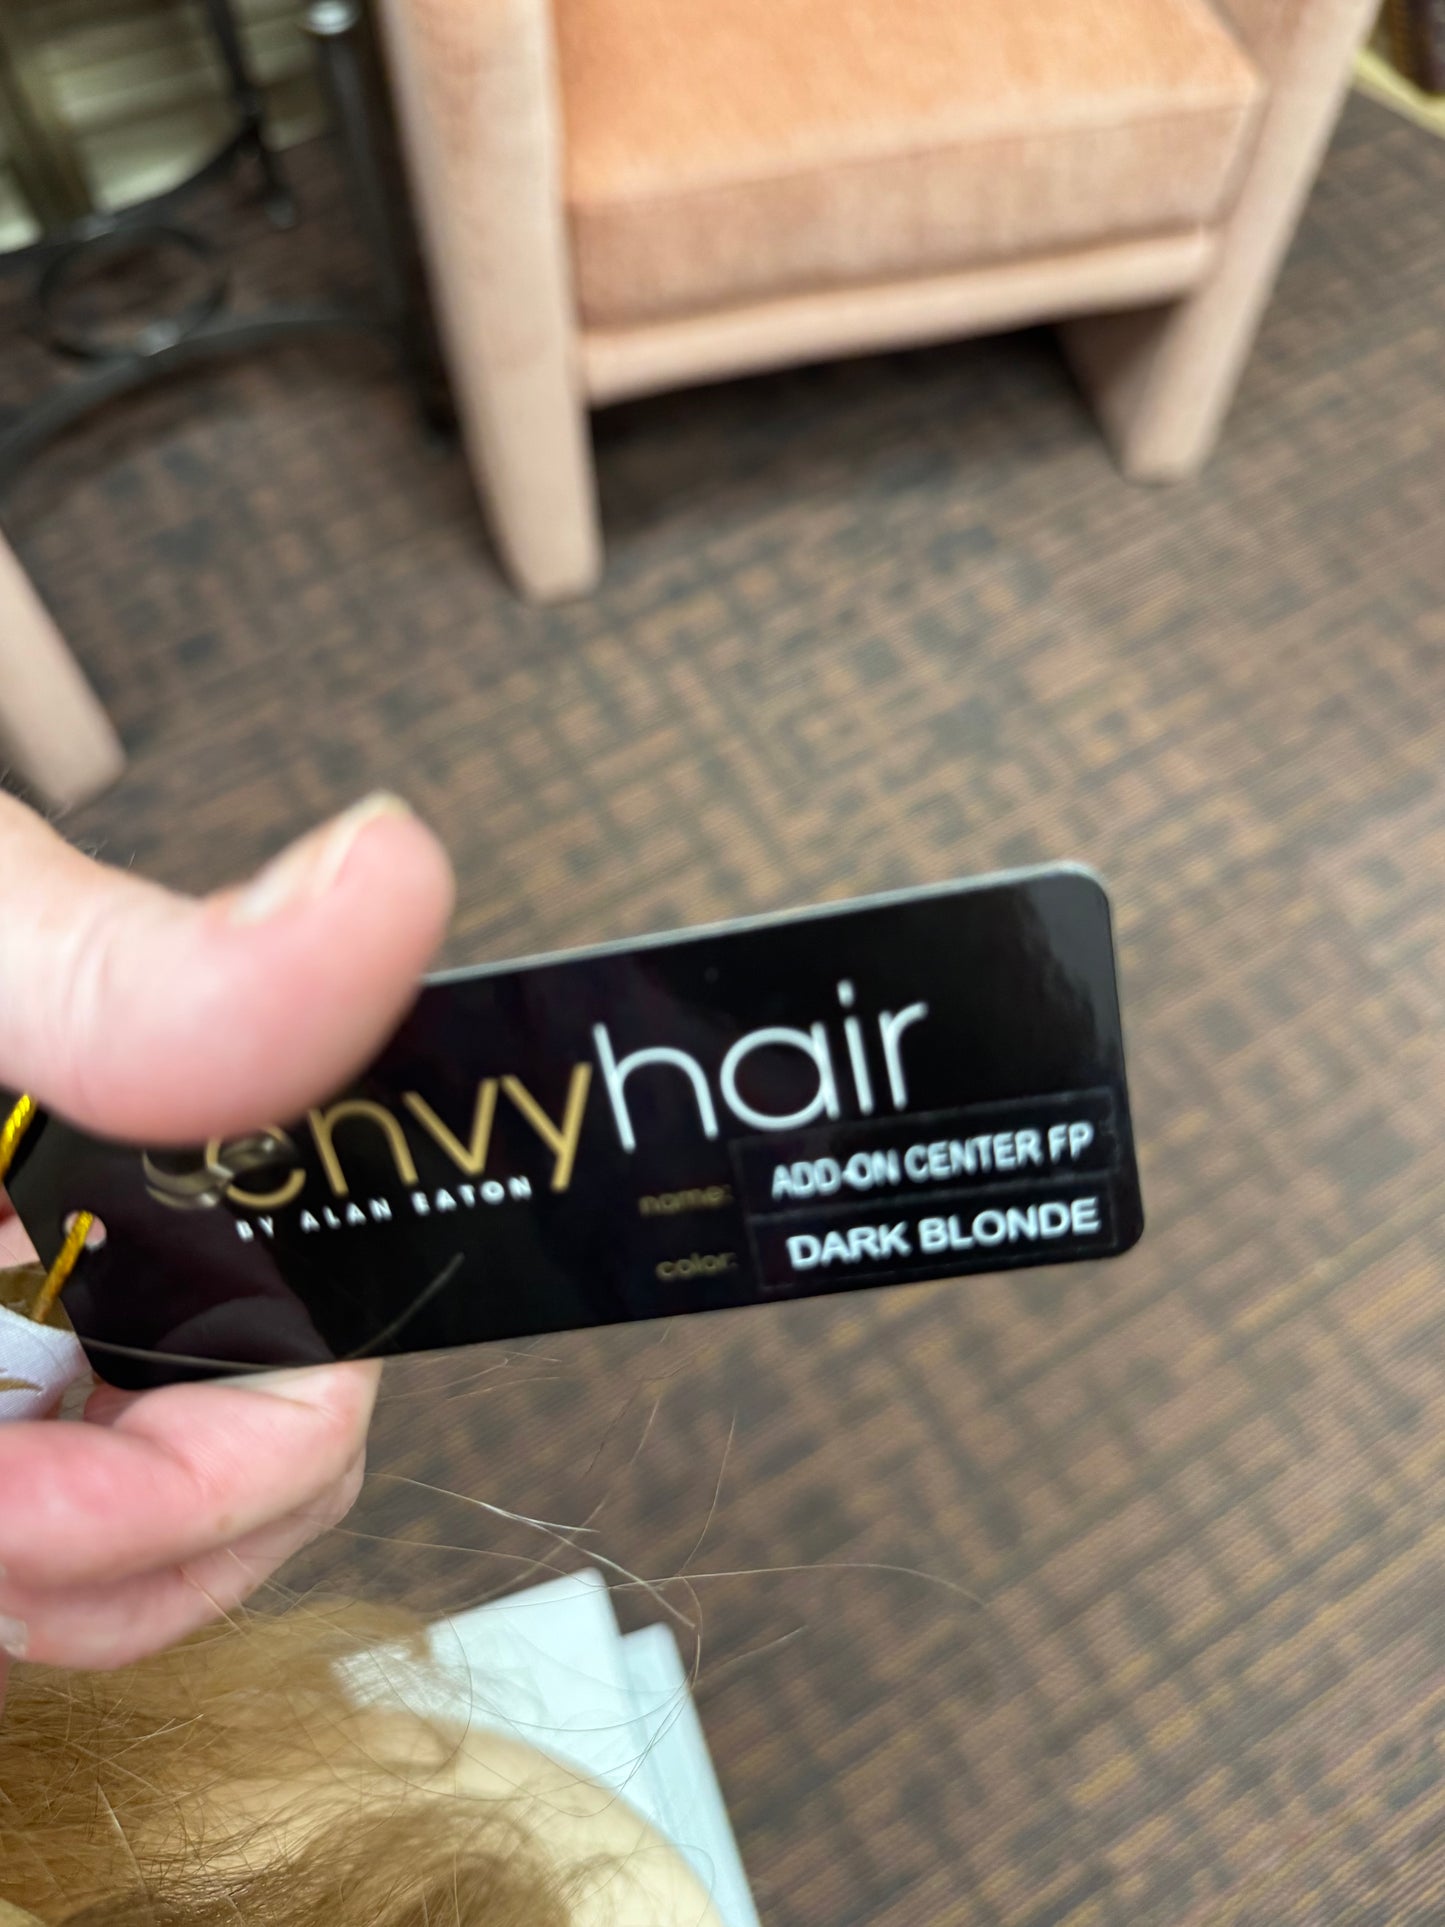 envyhair
BY ALAN EATON
name: ADD-ON CENTER FP
color: DARK BLONDE